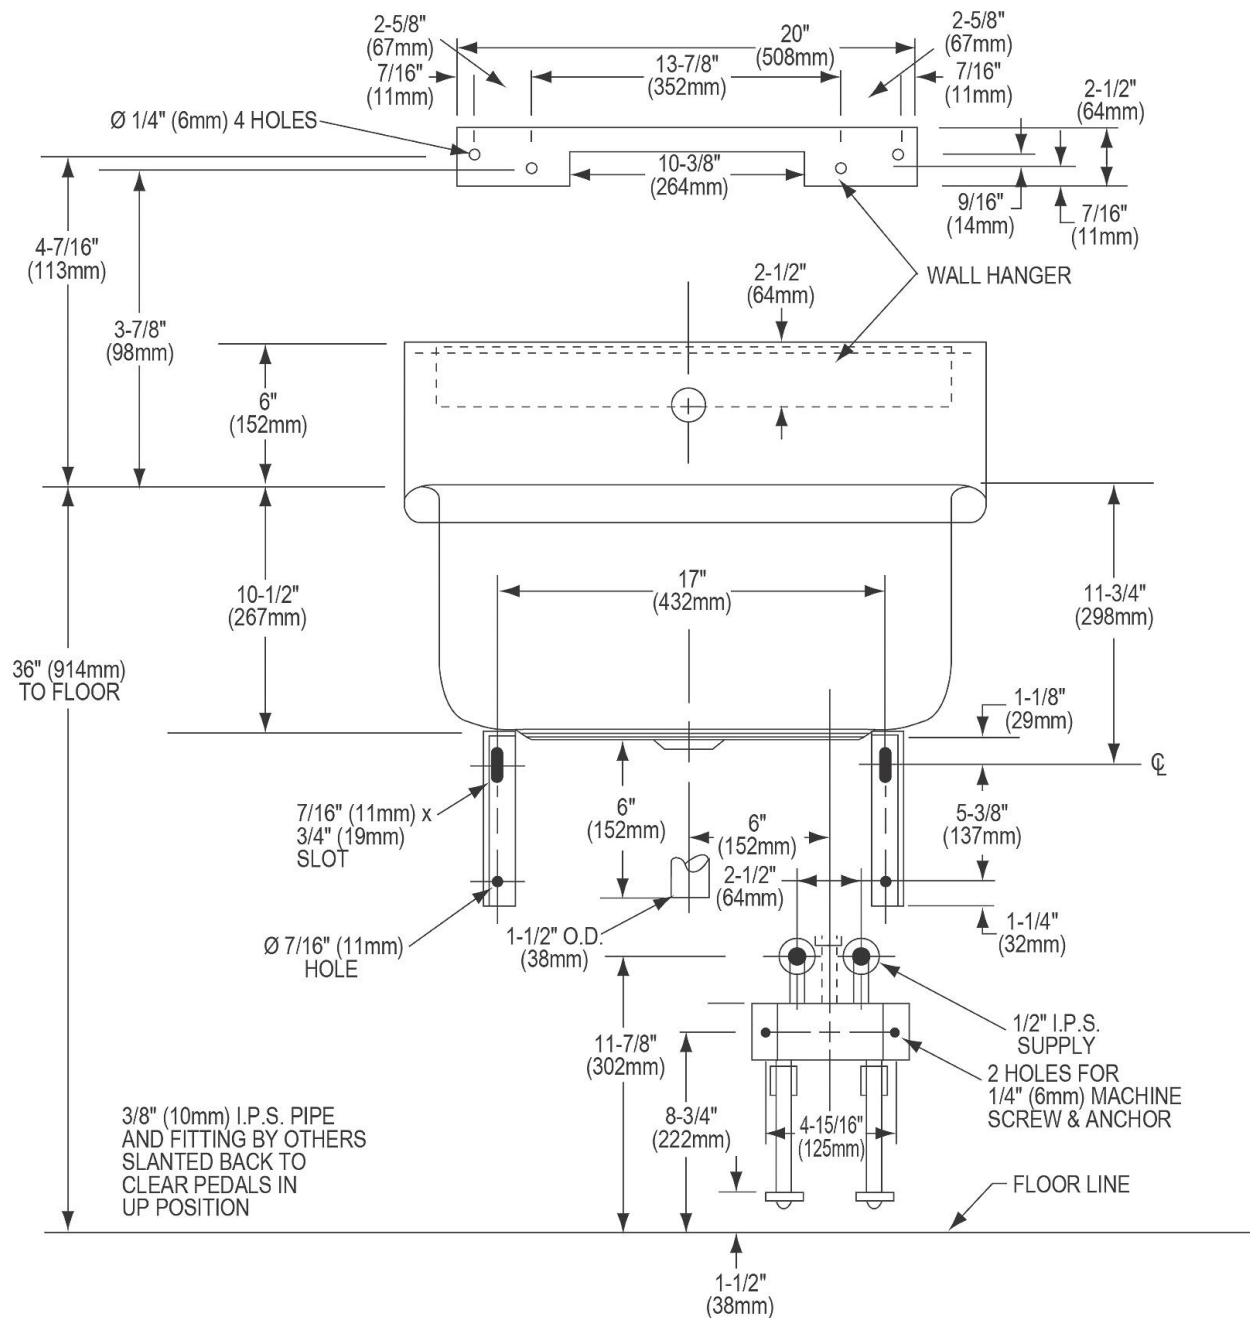 2-5/8"
(67mm)
20"
(508mm)
2-5/8"
(67mm)
7/16"
(11mm)
13-7/8"
(352mm)
7/16"
(11mm)
2-1/2"
(64mm)
Ø 1/4" (6mm) 4 HOLES
10-3/8"
(264mm)
9/16"
(14mm)
7/16"
(11mm)
4-7/16"
(113mm)
WALL HANGER
2-1/2"
(64mm)
3-7/8"
(98mm)
6"
(152mm)
17"
(432mm)
10-1/2"
(267mm)
11-3/4"
(298mm)
36" (914mm)
TO FLOOR
1-1/8"
(29mm)
℄
7/16" (11mm) x
3/4" (19mm)
SLOT
6"
(152mm)
6"
(152mm)
5-3/8"
(137mm)
2-1/2"
(64mm)
1-1/4"
(32mm)
Ø 7/16" (11mm)
HOLE
1-1/2" O.D.
(38mm)
1/2" I.P.S.
SUPPLY
11-7/8"
(302mm)
2 HOLES FOR
1/4" (6mm) MACHINE
SCREW & ANCHOR
8-3/4"
(222mm)
4-15/16"
(125mm)
3/8" (10mm) I.P.S. PIPE
AND FITTING BY OTHERS
SLANTED BACK TO
CLEAR PEDALS IN
UP POSITION
FLOOR LINE
1-1/2"
(38mm)